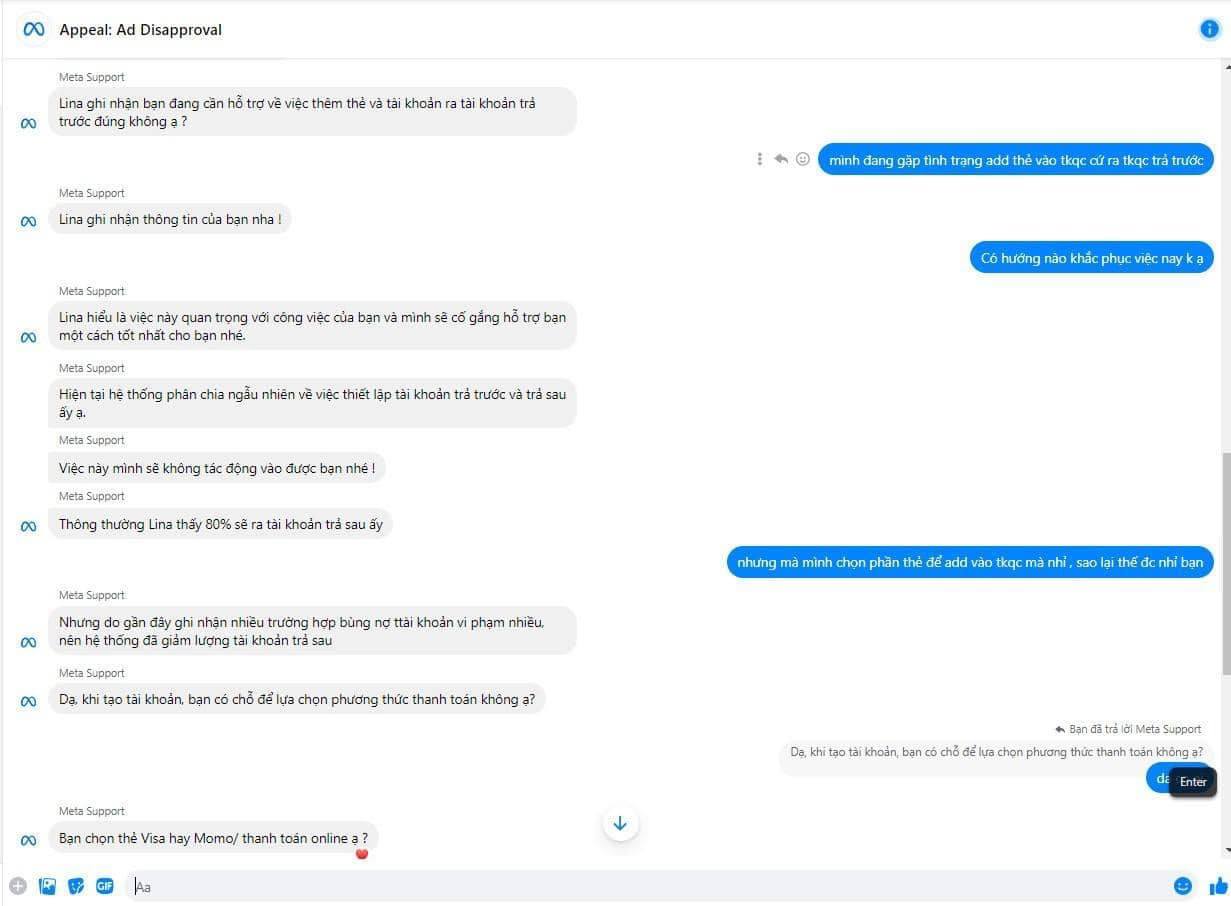 Appeal: Ad Disapproval
Meta Support
Lina ghi nhận bạn đang cần hỗ trợ về việc thêm thẻ và tài khoản ra tài khoản trả
trước đúng không ạ ?
mình đang gặp tình trạng add thẻ vào tkqc cứ ra tkqc trả trước
Meta Support
Lina ghi nhận thông tin của bạn nha !
Có hướng nào khắc phục việc nay k ạ
Meta Support
Lina hiểu là việc này quan trọng với công việc của bạn và mình sẽ cố gắng hỗ trợ bạn
một cách tốt nhất cho bạn nhé.
Meta Support
Hiện tại hệ thống phân chia ngẫu nhiên về việc thiết lập tài khoản trả trước và trả sau
ấy ạ.
Meta Support
Việc này mình sẽ không tác động vào được bạn nhé !
Meta Support
Thông thường Lina thấy 80% sẽ ra tài khoản trả sau ấy
nhưng mà mình chọn phần thẻ để add vào tkqc mà nhỉ , sao lại thế đc nhỉ bạn
Meta Support
Nhưng do gần đây ghi nhận nhiều trường hợp bùng nợ ttài khoản vi phạm nhiều,
nên hệ thống đã giảm lượng tài khoản trả sau
Meta Support
Dạ, khi tạo tài khoản, bạn có chỗ để lựa chọn phương thức thanh toán không ạ?
Bạn đã trả lời Meta Support
Dạ, khi tạo tài khoản, bạn có chỗ để lựa chọn phương thức thanh toán không ạ?
Enter
Meta Support
Bạn chọn thẻ Visa hay Momo/ thanh toán online ạ ?
GIF
Aa